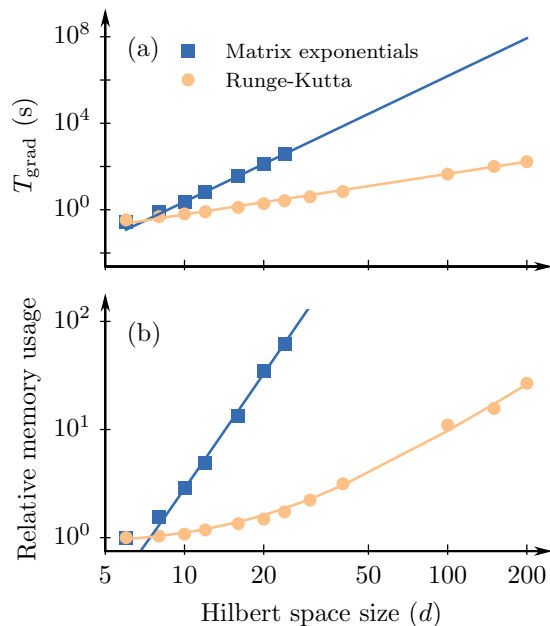 (a)
Matrix exponentials
Runge-Kutta
10^8
10^4
10^0
T_grad (s)
(b)
10^2
10^1
10^0
Relative memory usage
5 10 20 50 100 200
Hilbert space size (d)